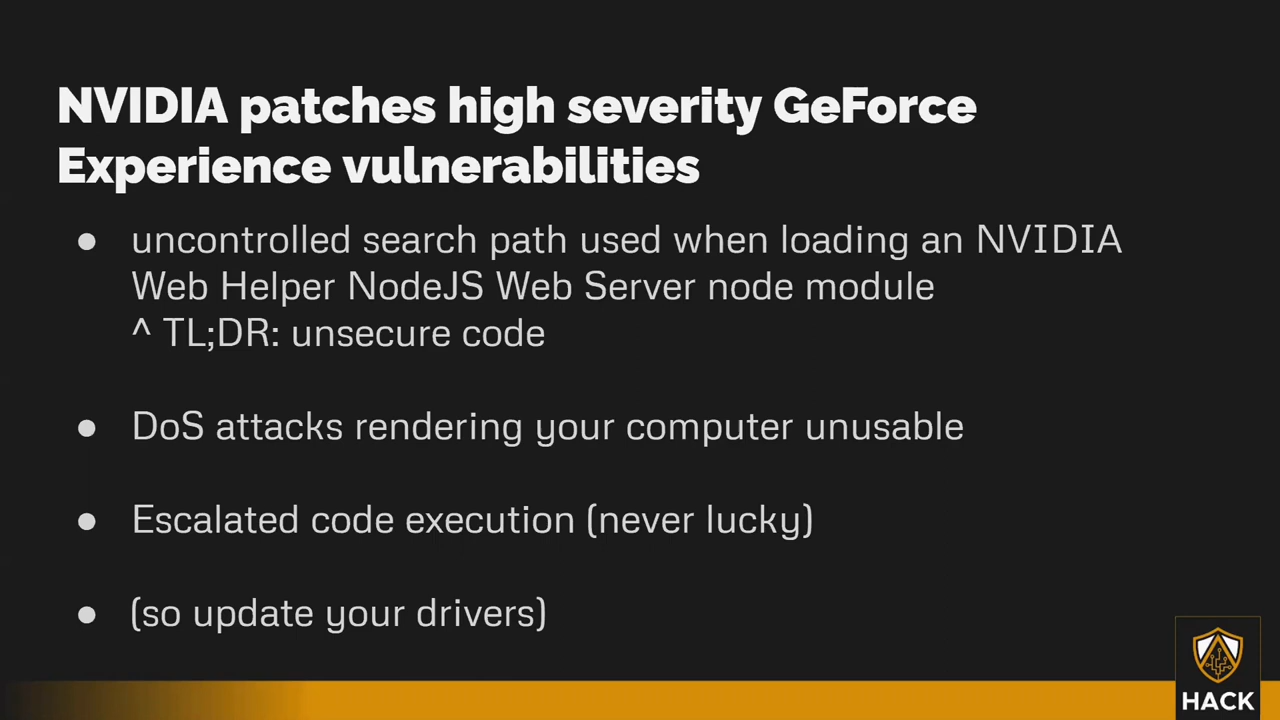 NVIDIA patches high severity GeForce
Experience vulnerabilities
● uncontrolled search path used when loading an NVIDIA
Web Helper NodeJS Web Server node module
^ TL;DR: unsecure code
● DoS attacks rendering your computer unusable
● Escalated code execution (never lucky)
● (so update your drivers)
HACK